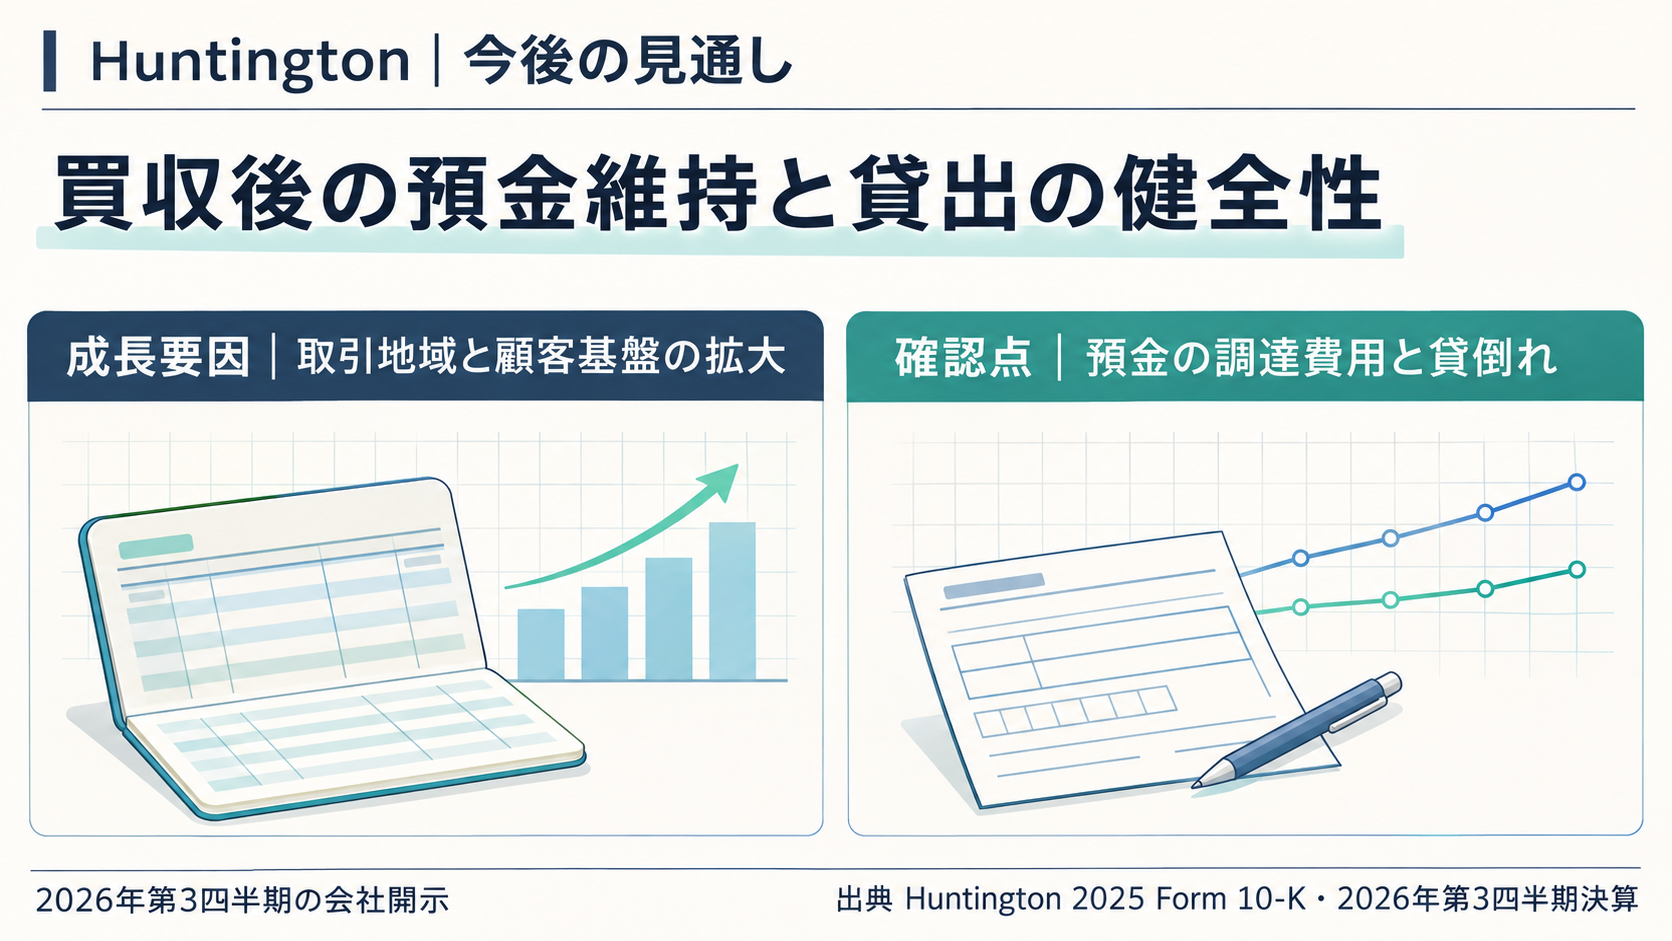 Huntington｜今後の見通し
買収後の預金維持と貸出の健全性
成長要因｜取引地域と顧客基盤の拡大
確認点｜預金の調達費用と貸倒れ
2026年第3四半期の会社開示
出典 Huntington 2025 Form 10-K・2026年第3四半期決算